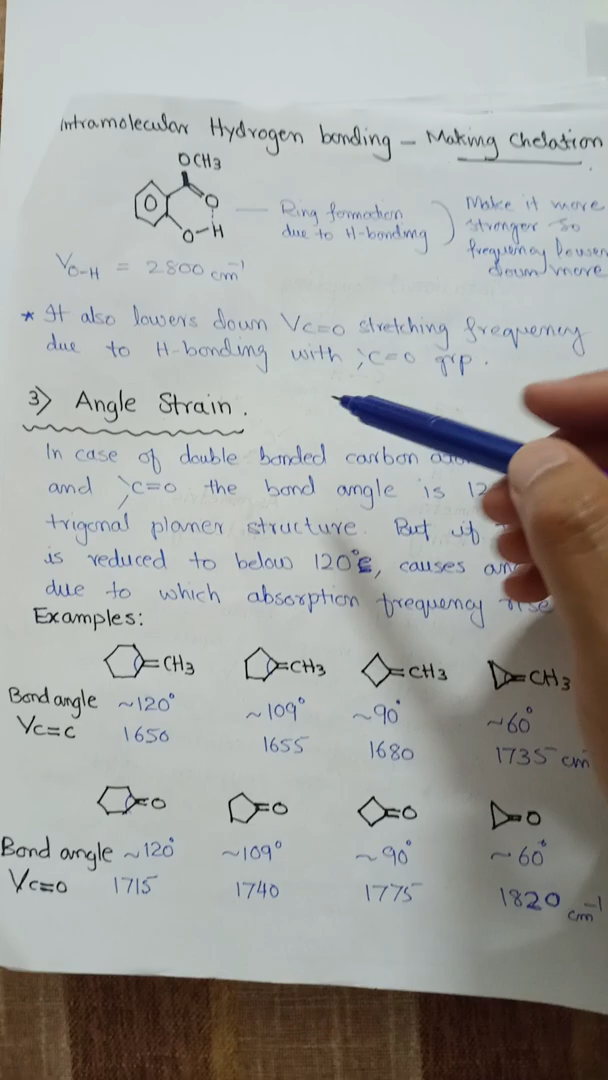 Intramolecular Hydrogen bonding - Making Chelation
OCH3
O
O-H
Ring formation
due to H-bonding
Make it more
stronger so
frequency lower
down more
VO-H = 2800 cm⁻¹
* It also lowers down VC=O stretching frequency
due to H-bonding with >C=O grp.
3) Angle Strain.
In case of double bonded carbon
and >C=O the bond angle is 12
trigonal planer structure. But if
is reduced to below 120°, causes an
due to which absorption frequency rise
Examples:
=CH3 =CH3 =CH3 =CH3
Bond angle ~120° ~109° ~90° ~60°
VC=C 1650 1655 1680 1735 cm
=O =O =O =O
Bond angle ~120° ~109° ~90° ~60°
VC=O 1715 1740 1775 1820 cm⁻¹